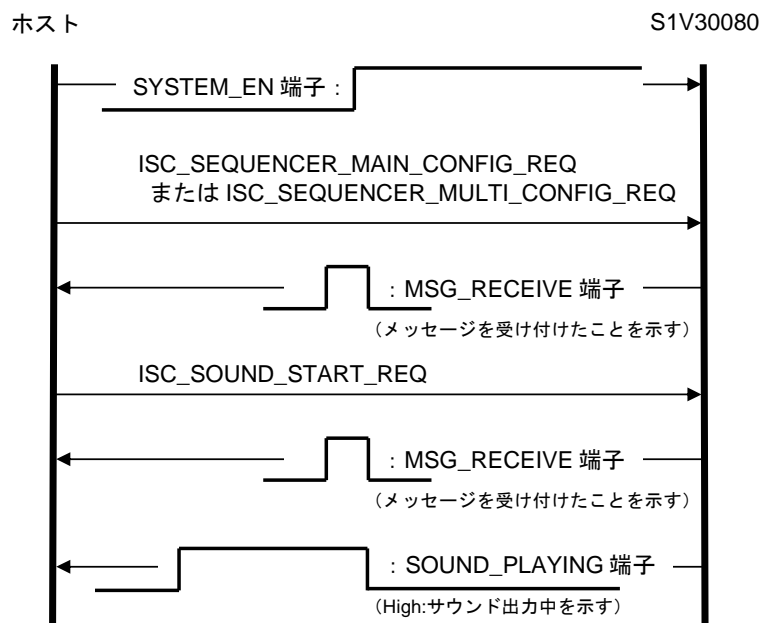 ホスト
S1V30080
SYSTEM_EN 端子：
ISC_SEQUENCER_MAIN_CONFIG_REQ
または ISC_SEQUENCER_MULTI_CONFIG_REQ
：MSG_RECEIVE 端子
（メッセージを受け付けたことを示す）
ISC_SOUND_START_REQ
：MSG_RECEIVE 端子
（メッセージを受け付けたことを示す）
：SOUND_PLAYING 端子
（High:サウンド出力中を示す）